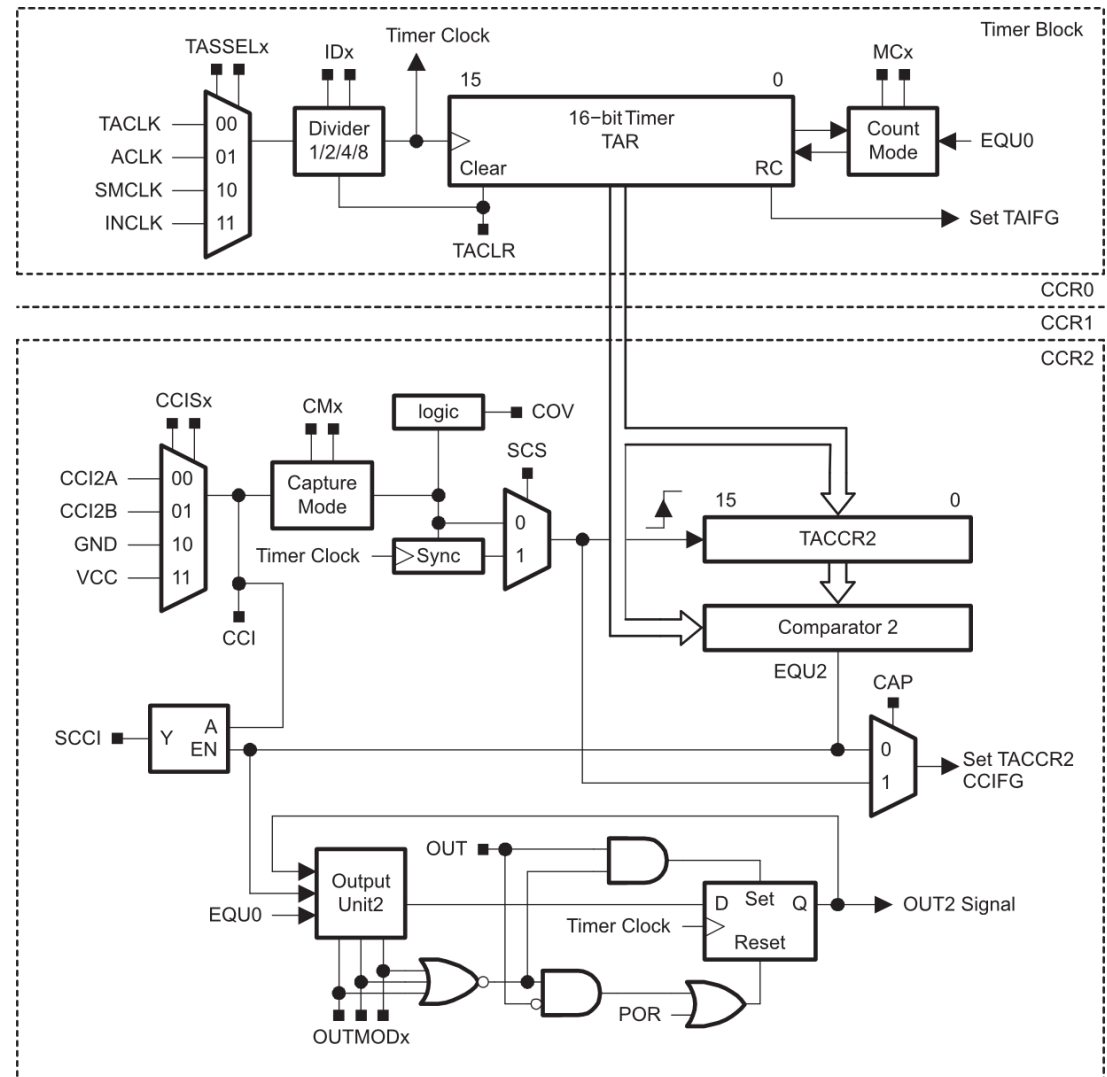 Timer Block
Timer Clock
TASSELx
IDx
15
0
MCx
TACLK
00
ACLK
01
SMCLK
10
INCLK
11
Divider
1/2/4/8
16−bit Timer
TAR
Clear
RC
Count
Mode
EQU0
Set TAIFG
TACLR
CCR0
CCR1
CCR2
CCISx
CMx
logic
COV
SCS
CCI2A
00
CCI2B
01
GND
10
VCC
11
Capture
Mode
Timer Clock
Sync
0
1
15
0
TACCR2
CCI
Comparator 2
EQU2
CAP
SCCI
Y
A
EN
0
1
Set TACCR2
CCIFG
OUT
Output
Unit2
EQU0
D
Set
Q
Timer Clock
Reset
OUT2 Signal
POR
OUTMODx